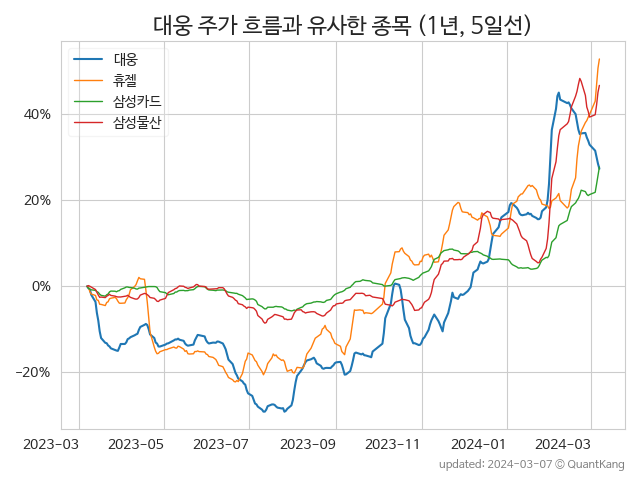 대웅 주가 흐름과 유사한 종목 (1년, 5일선)
대웅
휴젤
삼성카드
삼성물산
40%
20%
0%
−20%
2023-03 2023-05 2023-07 2023-09 2023-11 2024-01 2024-03
updated: 2024-03-07 © QuantKang